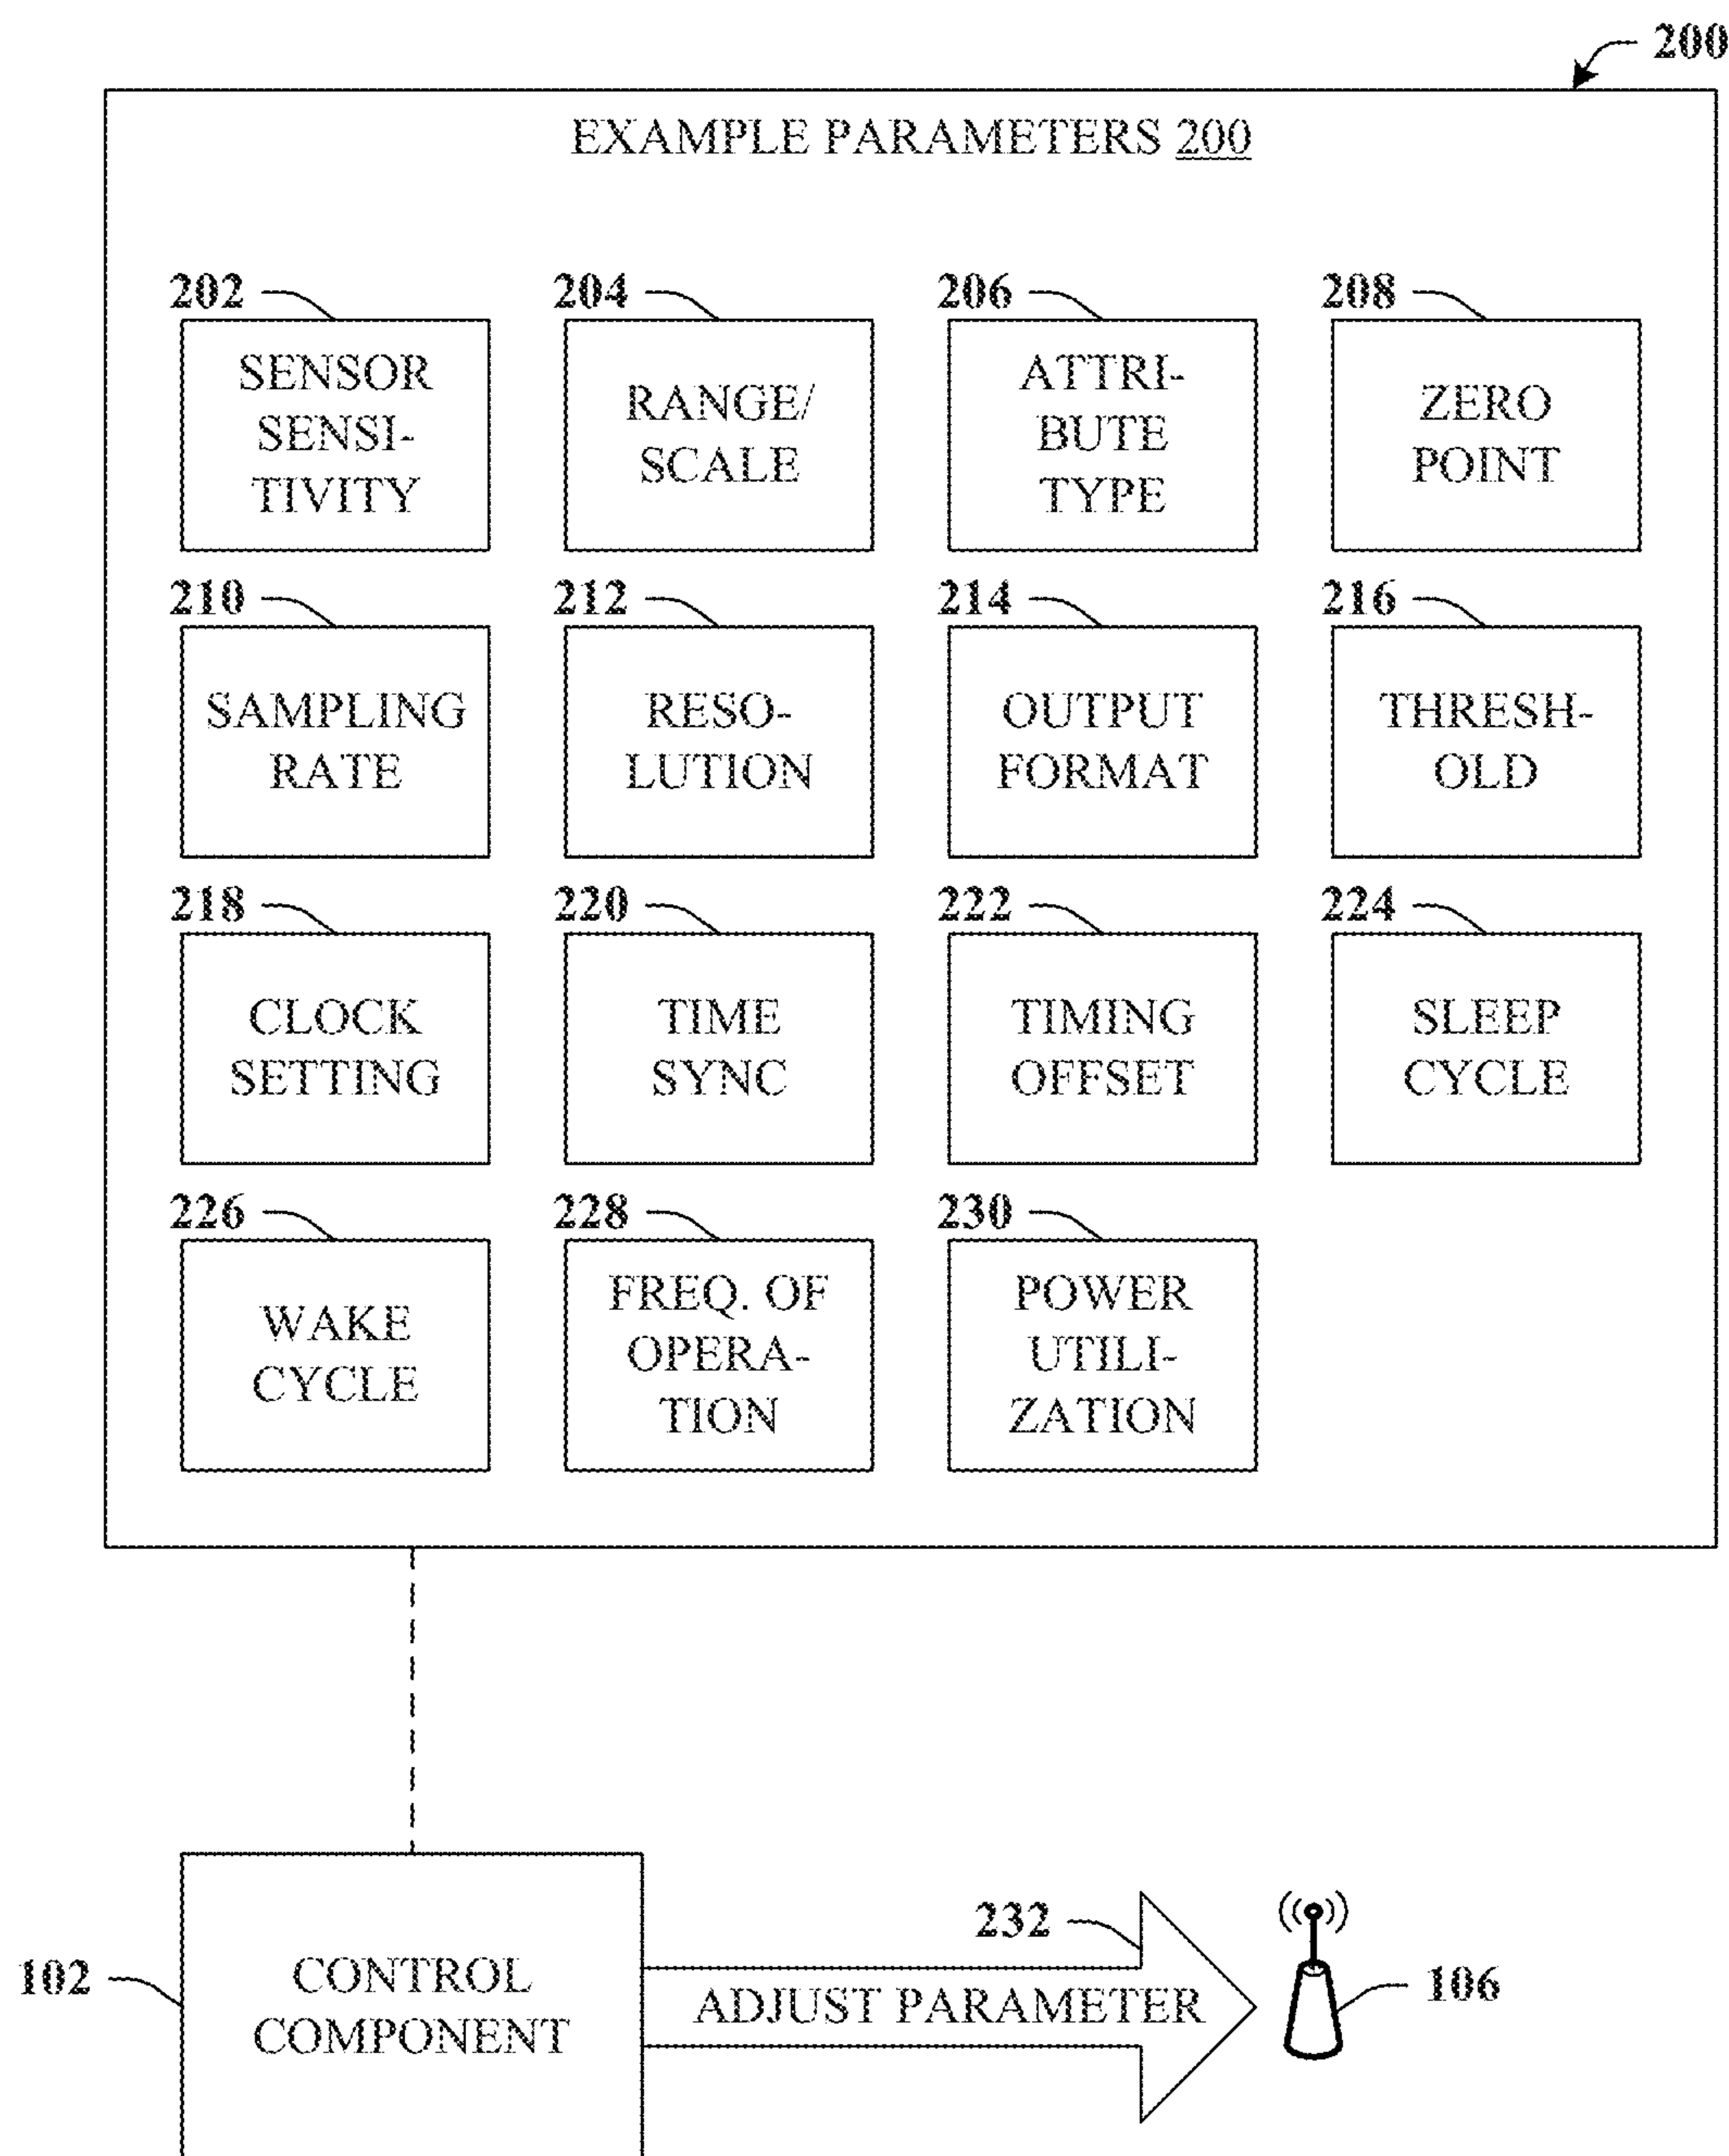 200
EXAMPLE PARAMETERS 200
202
SENSOR
SENSI-
TIVITY
204
RANGE/
SCALE
206
ATTRI-
BUTE
TYPE
208
ZERO
POINT
210
SAMPLING
RATE
212
RESO-
LUTION
214
OUTPUT
FORMAT
216
THRESH-
OLD
218
CLOCK
SETTING
220
TIME
SYNC
222
TIMING
OFFSET
224
SLEEP
CYCLE
226
WAKE
CYCLE
228
FREQ. OF
OPERA-
TION
230
POWER
UTILI-
ZATION
102
CONTROL
COMPONENT
232
ADJUST PARAMETER
106